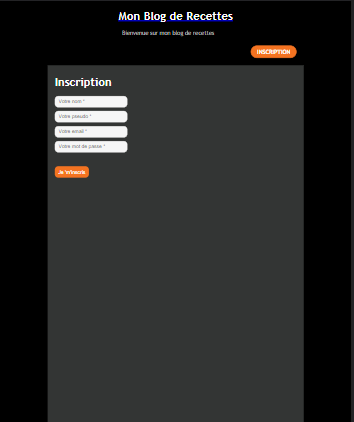 Mon Blog de Recettes
Bienvenue sur mon blog de recettes
INSCRIPTION
Inscription
Votre nom *
Votre pseudo *
Votre email *
Votre mot de passe *
Je m'inscris